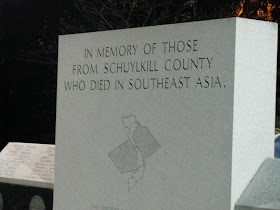 IN MEMORY OF THOSE
FROM SCHUYLKILL COUNTY
WHO DIED IN SOUTHEAST ASIA.